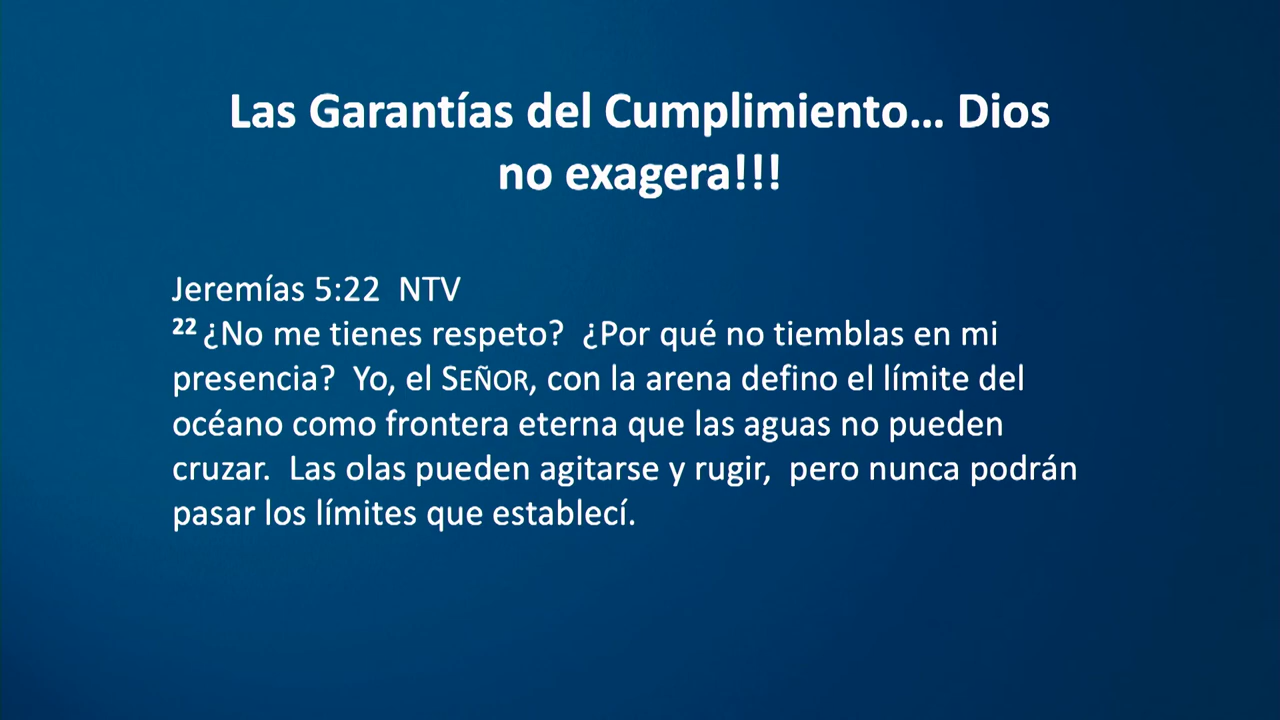 Las Garantías del Cumplimiento... Dios
no exagera!!!
Jeremías 5:22 NTV
22 ¿No me tienes respeto? ¿Por qué no tiemblas en mi
presencia? Yo, el SEÑOR, con la arena defino el límite del
océano como frontera eterna que las aguas no pueden
cruzar. Las olas pueden agitarse y rugir, pero nunca podrán
pasar los límites que establecí.